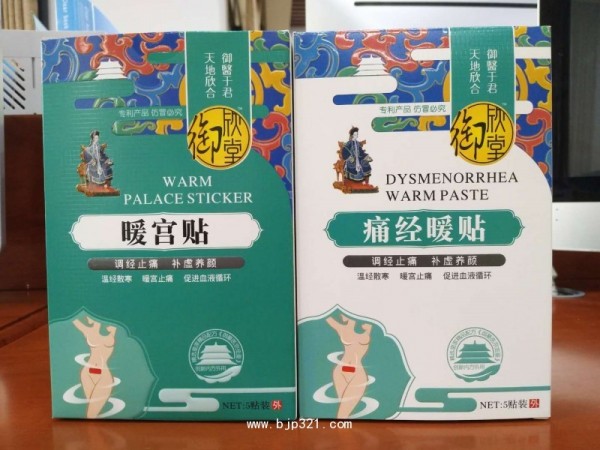 御醫于君
天地欣合
专利产品 仿冒必究
御欣堂
WARM
PALACE STICKER
暖宫贴
调经止痛 补虚养颜
温经散寒 暖宫止痛 促进血液循环
NET:5贴装 外
御醫于君
天地欣合
专利产品 仿冒必究
御欣堂
DYSMENORRHEA
WARM PASTE
痛经暖贴
调经止痛 补虚养颜
温经散寒 暖宫止痛 促进血液循环
NET:5贴装 外
www.bjp321.com